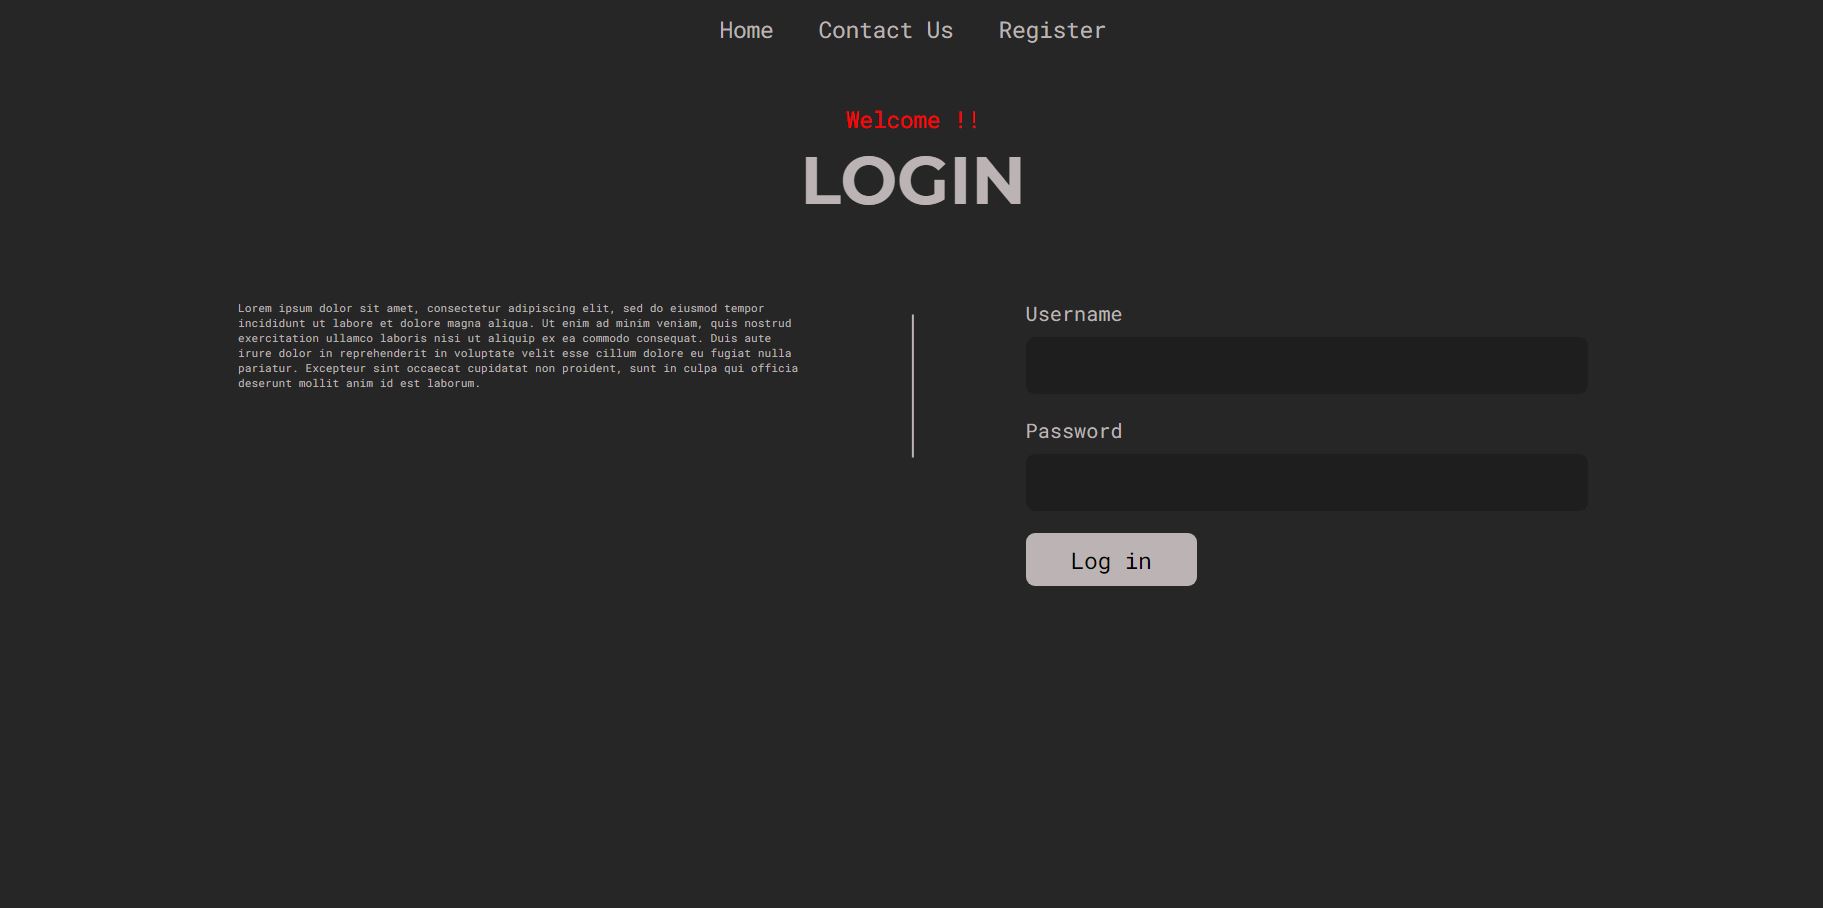 Home Contact Us Register
Welcome !!
LOGIN
Lorem ipsum dolor sit amet, consectetur adipiscing elit, sed do eiusmod tempor
incididunt ut labore et dolore magna aliqua. Ut enim ad minim veniam, quis nostrud
exercitation ullamco laboris nisi ut aliquip ex ea commodo consequat. Duis aute
irure dolor in reprehenderit in voluptate velit esse cillum dolore eu fugiat nulla
pariatur. Excepteur sint occaecat cupidatat non proident, sunt in culpa qui officia
deserunt mollit anim id est laborum.
Username
Password
Log in